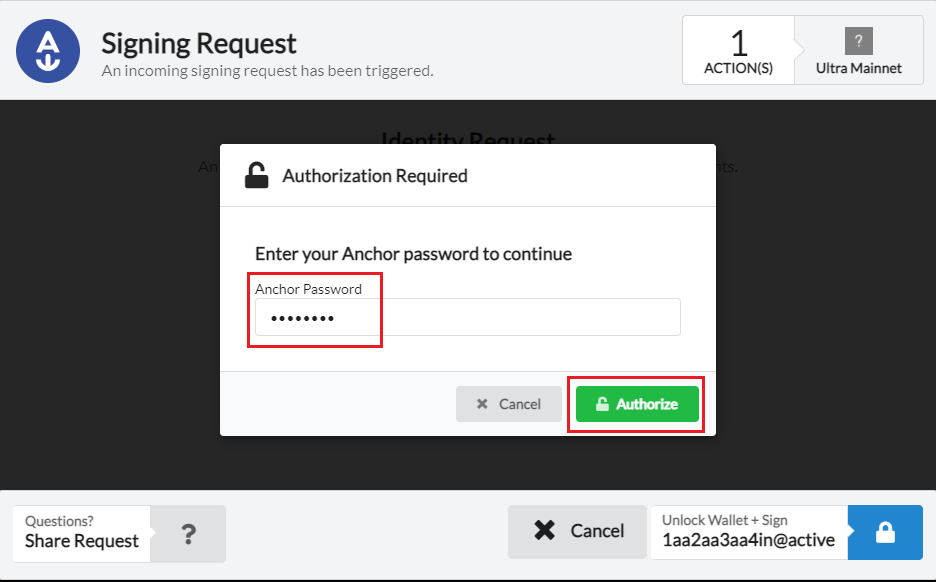 Signing Request
An incoming signing request has been triggered.
1
ACTION(S)
?
Ultra Mainnet
Identity Request
An
nts.
Authorization Required
Enter your Anchor password to continue
Anchor Password
••••••••
Cancel
Authorize
Questions?
Share Request
?
Cancel
Unlock Wallet + Sign
1aa2aa3aa4in@active